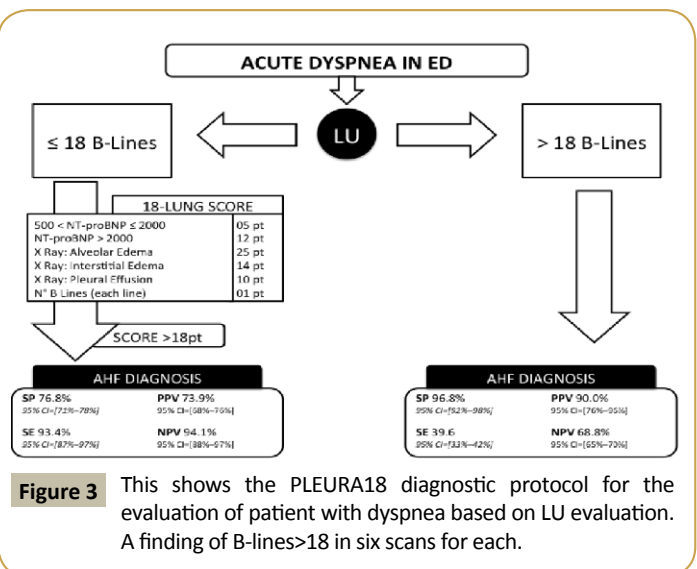 ACUTE DYSPNEA IN ED
≤ 18 B-Lines
LU
> 18 B-Lines
18-LUNG SCORE
500 < NT-proBNP ≤ 2000 05 pt
NT-proBNP > 2000 12 pt
X Ray: Alveolar Edema 25 pt
X Ray: Interstitial Edema 14 pt
X Ray: Pleural Effusion 10 pt
N° B Lines (each line) 01 pt
SCORE >18pt
AHF DIAGNOSIS
SP 76.8% PPV 73.9%
95% CI=[71%–78%] 95% CI=[68%–76%]
SE 93.4% NPV 94.1%
95% CI=[87%–97%] 95% CI=[88%–97%]
AHF DIAGNOSIS
SP 96.8% PPV 90.0%
95% CI=[92%–98%] 95% CI=[76%–95%]
SE 39.6 NPV 68.8%
95% CI=[33%–42%] 95% CI=[65%–70%]
Figure 3 This shows the PLEURA18 diagnostic protocol for the
evaluation of patient with dyspnea based on LU evaluation.
A finding of B-lines>18 in six scans for each.